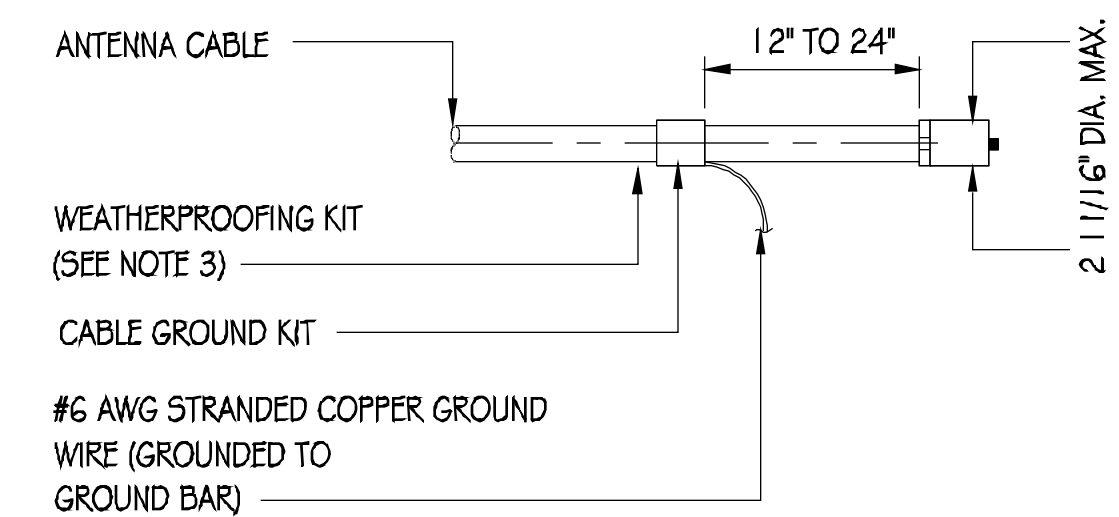 ANTENNA CABLE
12" TO 24"
2 11/16" DIA. MAX.
WEATHERPROOFING KIT
(SEE NOTE 3)
CABLE GROUND KIT
#6 AWG STRANDED COPPER GROUND
WIRE (GROUNDED TO
GROUND BAR)